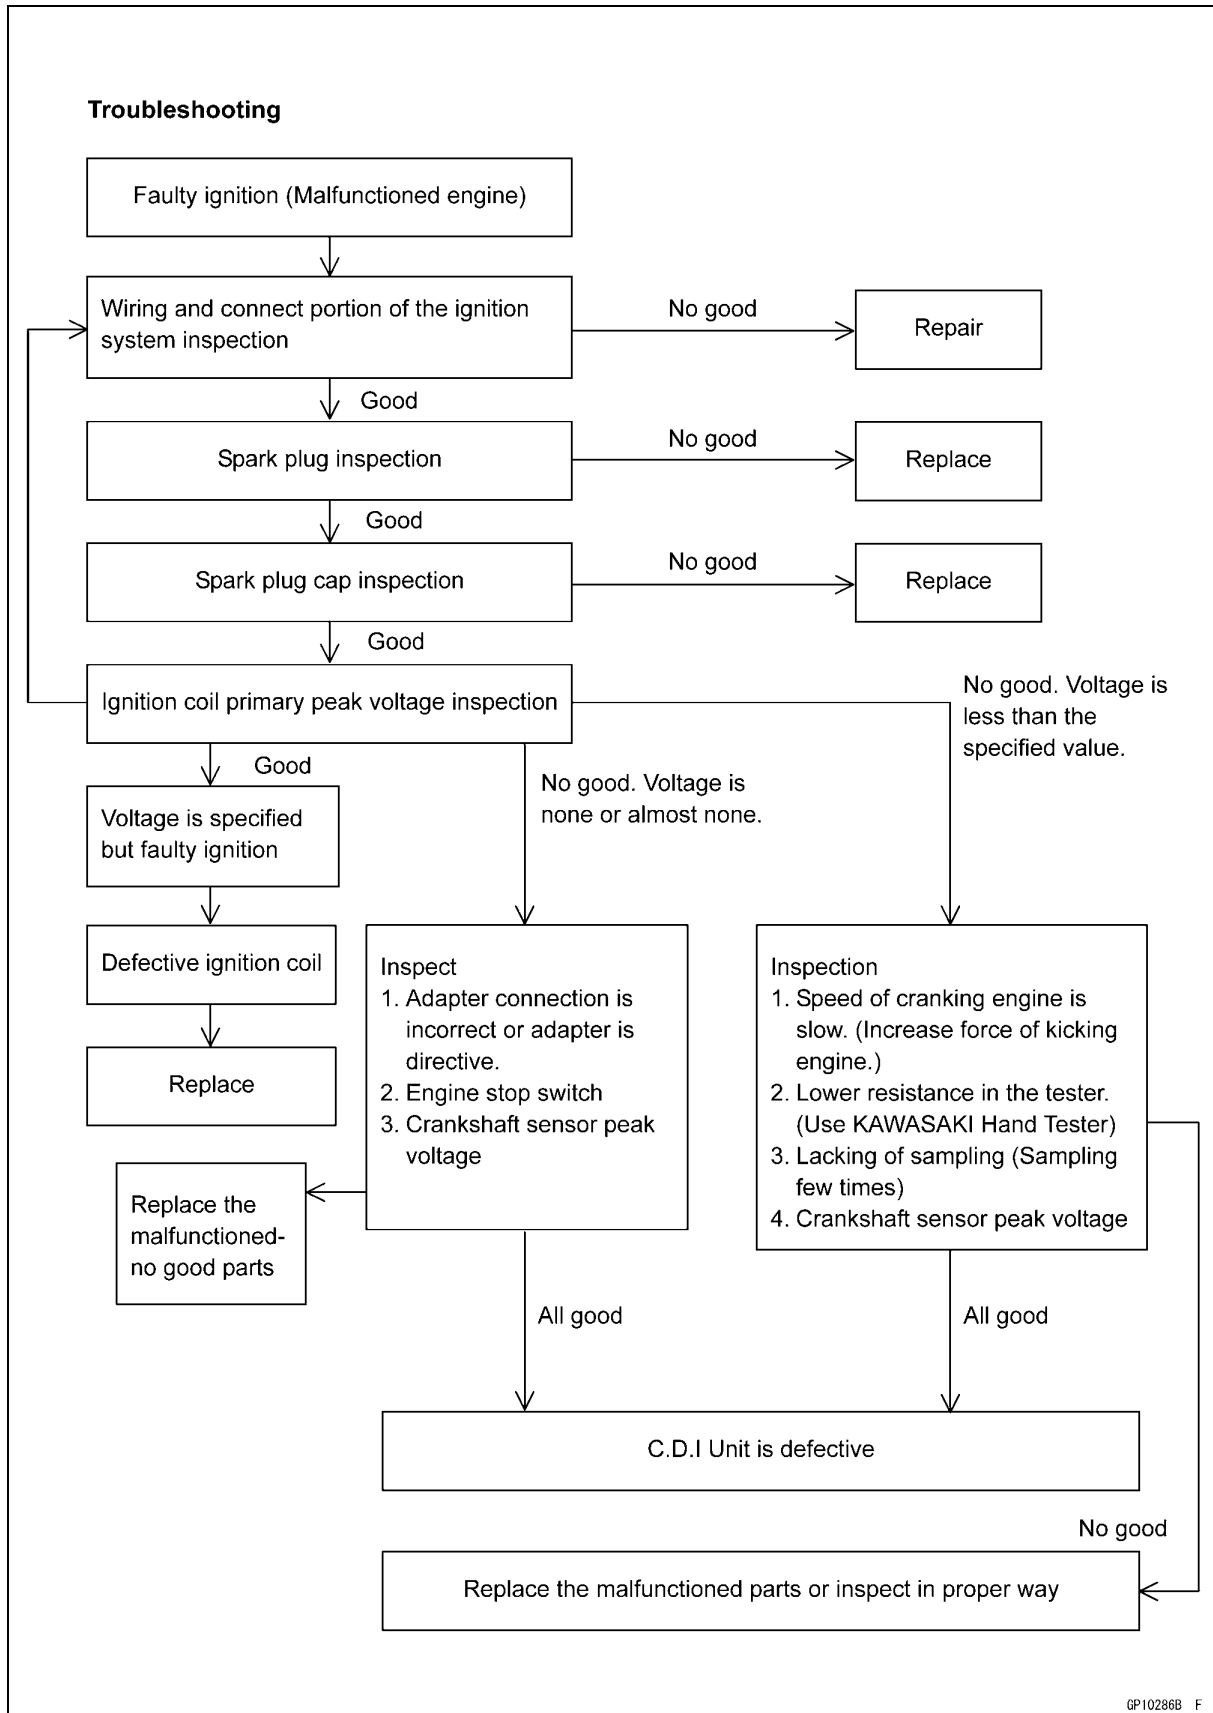 Troubleshooting
Faulty ignition (Malfunctioned engine)
Wiring and connect portion of the ignition
system inspection
No good
Repair
Good
Spark plug inspection
No good
Replace
Good
Spark plug cap inspection
No good
Replace
Good
Ignition coil primary peak voltage inspection
No good. Voltage is
less than the
specified value.
Good
No good. Voltage is
none or almost none.
Voltage is specified
but faulty ignition
Defective ignition coil
Replace
Inspect
1. Adapter connection is
incorrect or adapter is
directive.
2. Engine stop switch
3. Crankshaft sensor peak
voltage
Inspection
1. Speed of cranking engine is
slow. (Increase force of kicking
engine.)
2. Lower resistance in the tester.
(Use KAWASAKI Hand Tester)
3. Lacking of sampling (Sampling
few times)
4. Crankshaft sensor peak voltage
Replace the
malfunctioned-
no good parts
All good
All good
C.D.I Unit is defective
No good
Replace the malfunctioned parts or inspect in proper way
GP10286B F